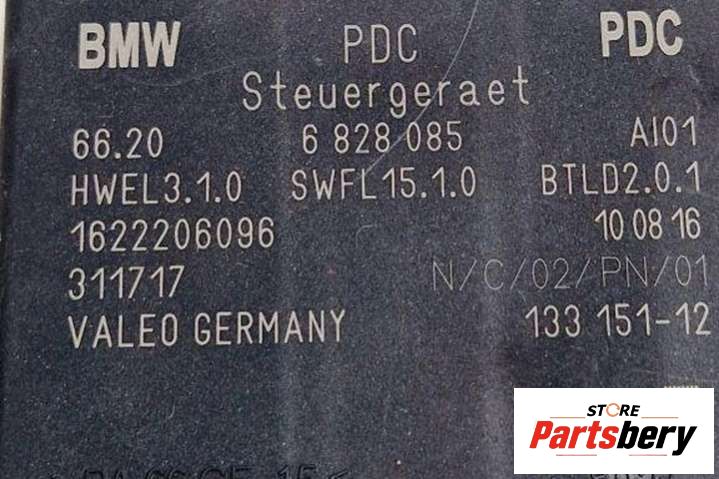 BMW PDC PDC
Steuergeraet
66.20 6 828 085 AI01
HWEL3.1.0 SWFL15.1.0 BTLD2.0.1
1622206096 10 08 16
311717 N/C/02/PN/01
VALEO GERMANY 133 151-12
STORE
Partsbery